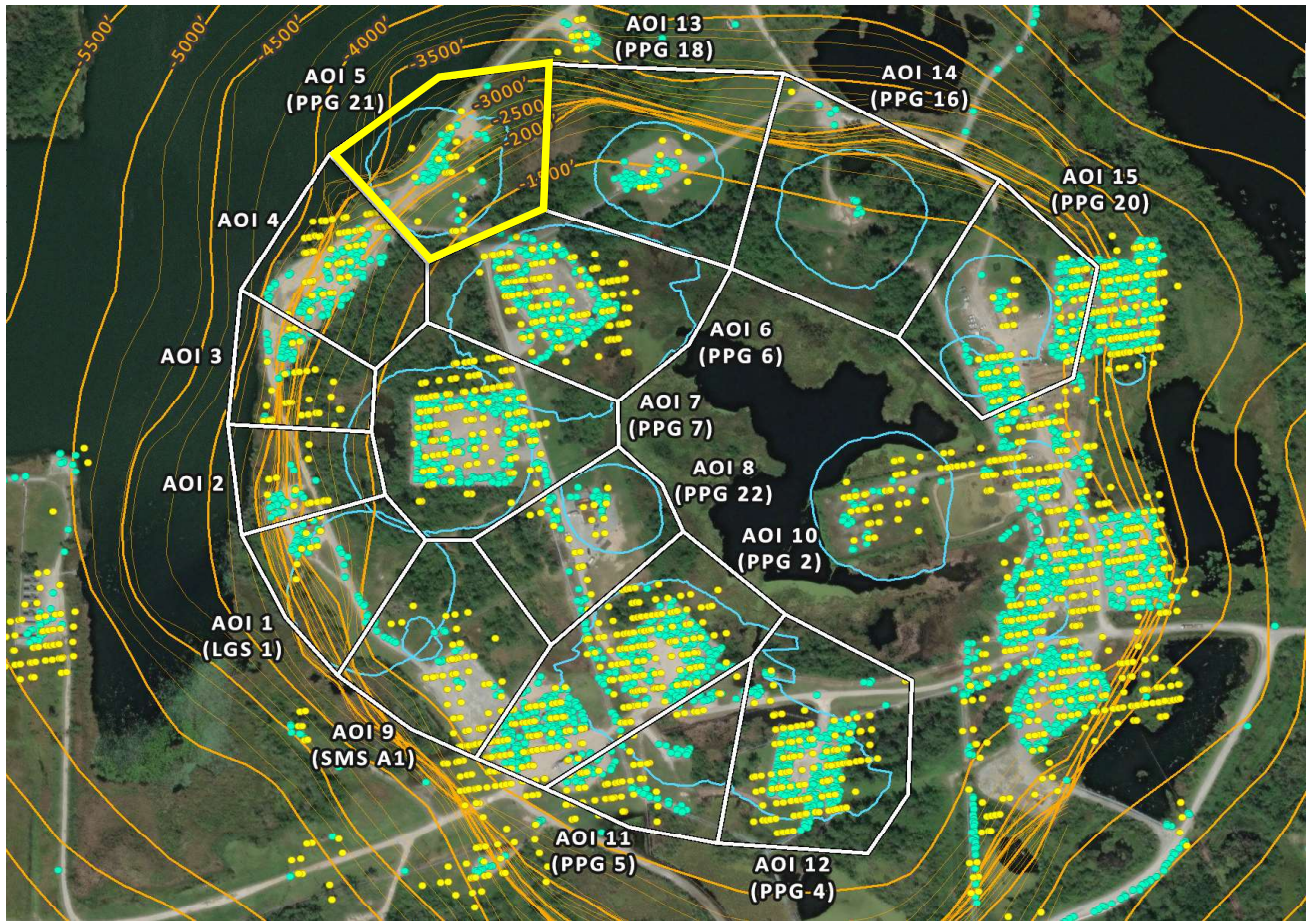 -5500'
-5000'
-4500'
-4000'
-3500'
AOI 5
(PPG 21)
AOI 13
(PPG 18)
AOI 14
(PPG 16)
-3000'
-2500'
-2000'
-1500'
AOI 15
(PPG 20)
AOI 4
AOI 3
AOI 6
(PPG 6)
AOI 7
(PPG 7)
AOI 8
(PPG 22)
AOI 2
AOI 10
(PPG 2)
AOI 1
(LGS 1)
AOI 9
(SMS A1)
AOI 11
(PPG 5)
AOI 12
(PPG 4)